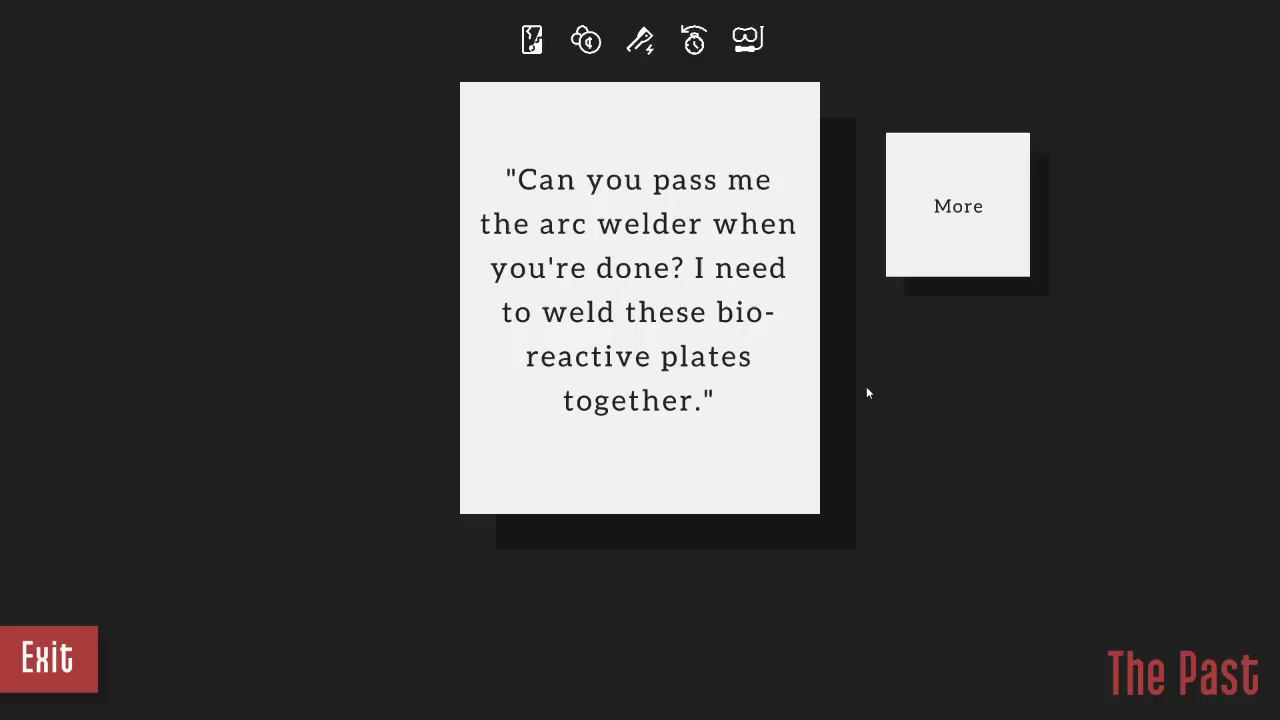 "Can you pass me
the arc welder when
you're done? I need
to weld these bio-
reactive plates
together."
More
Exit
The Past